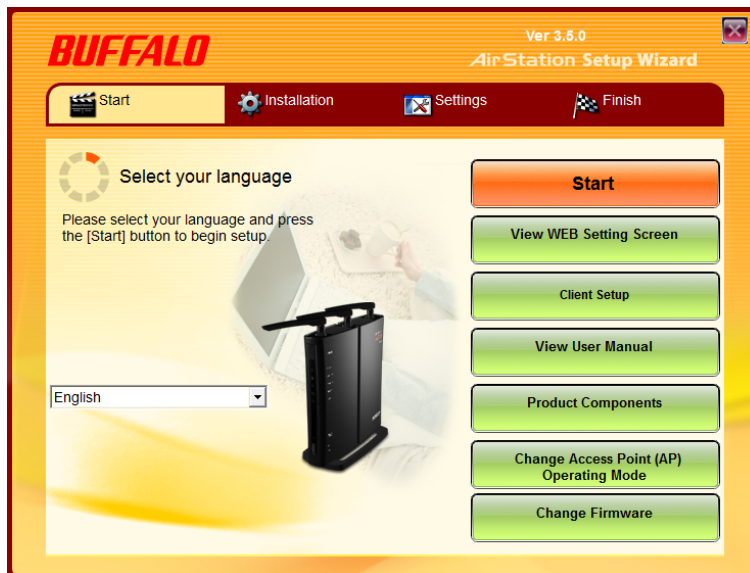 BUFFALO
Ver 3.5.0
AirStation Setup Wizard
Start
Installation
Settings
Finish
Select your language
Please select your language and press
the [Start] button to begin setup.
English
Start
View WEB Setting Screen
Client Setup
View User Manual
Product Components
Change Access Point (AP)
Operating Mode
Change Firmware